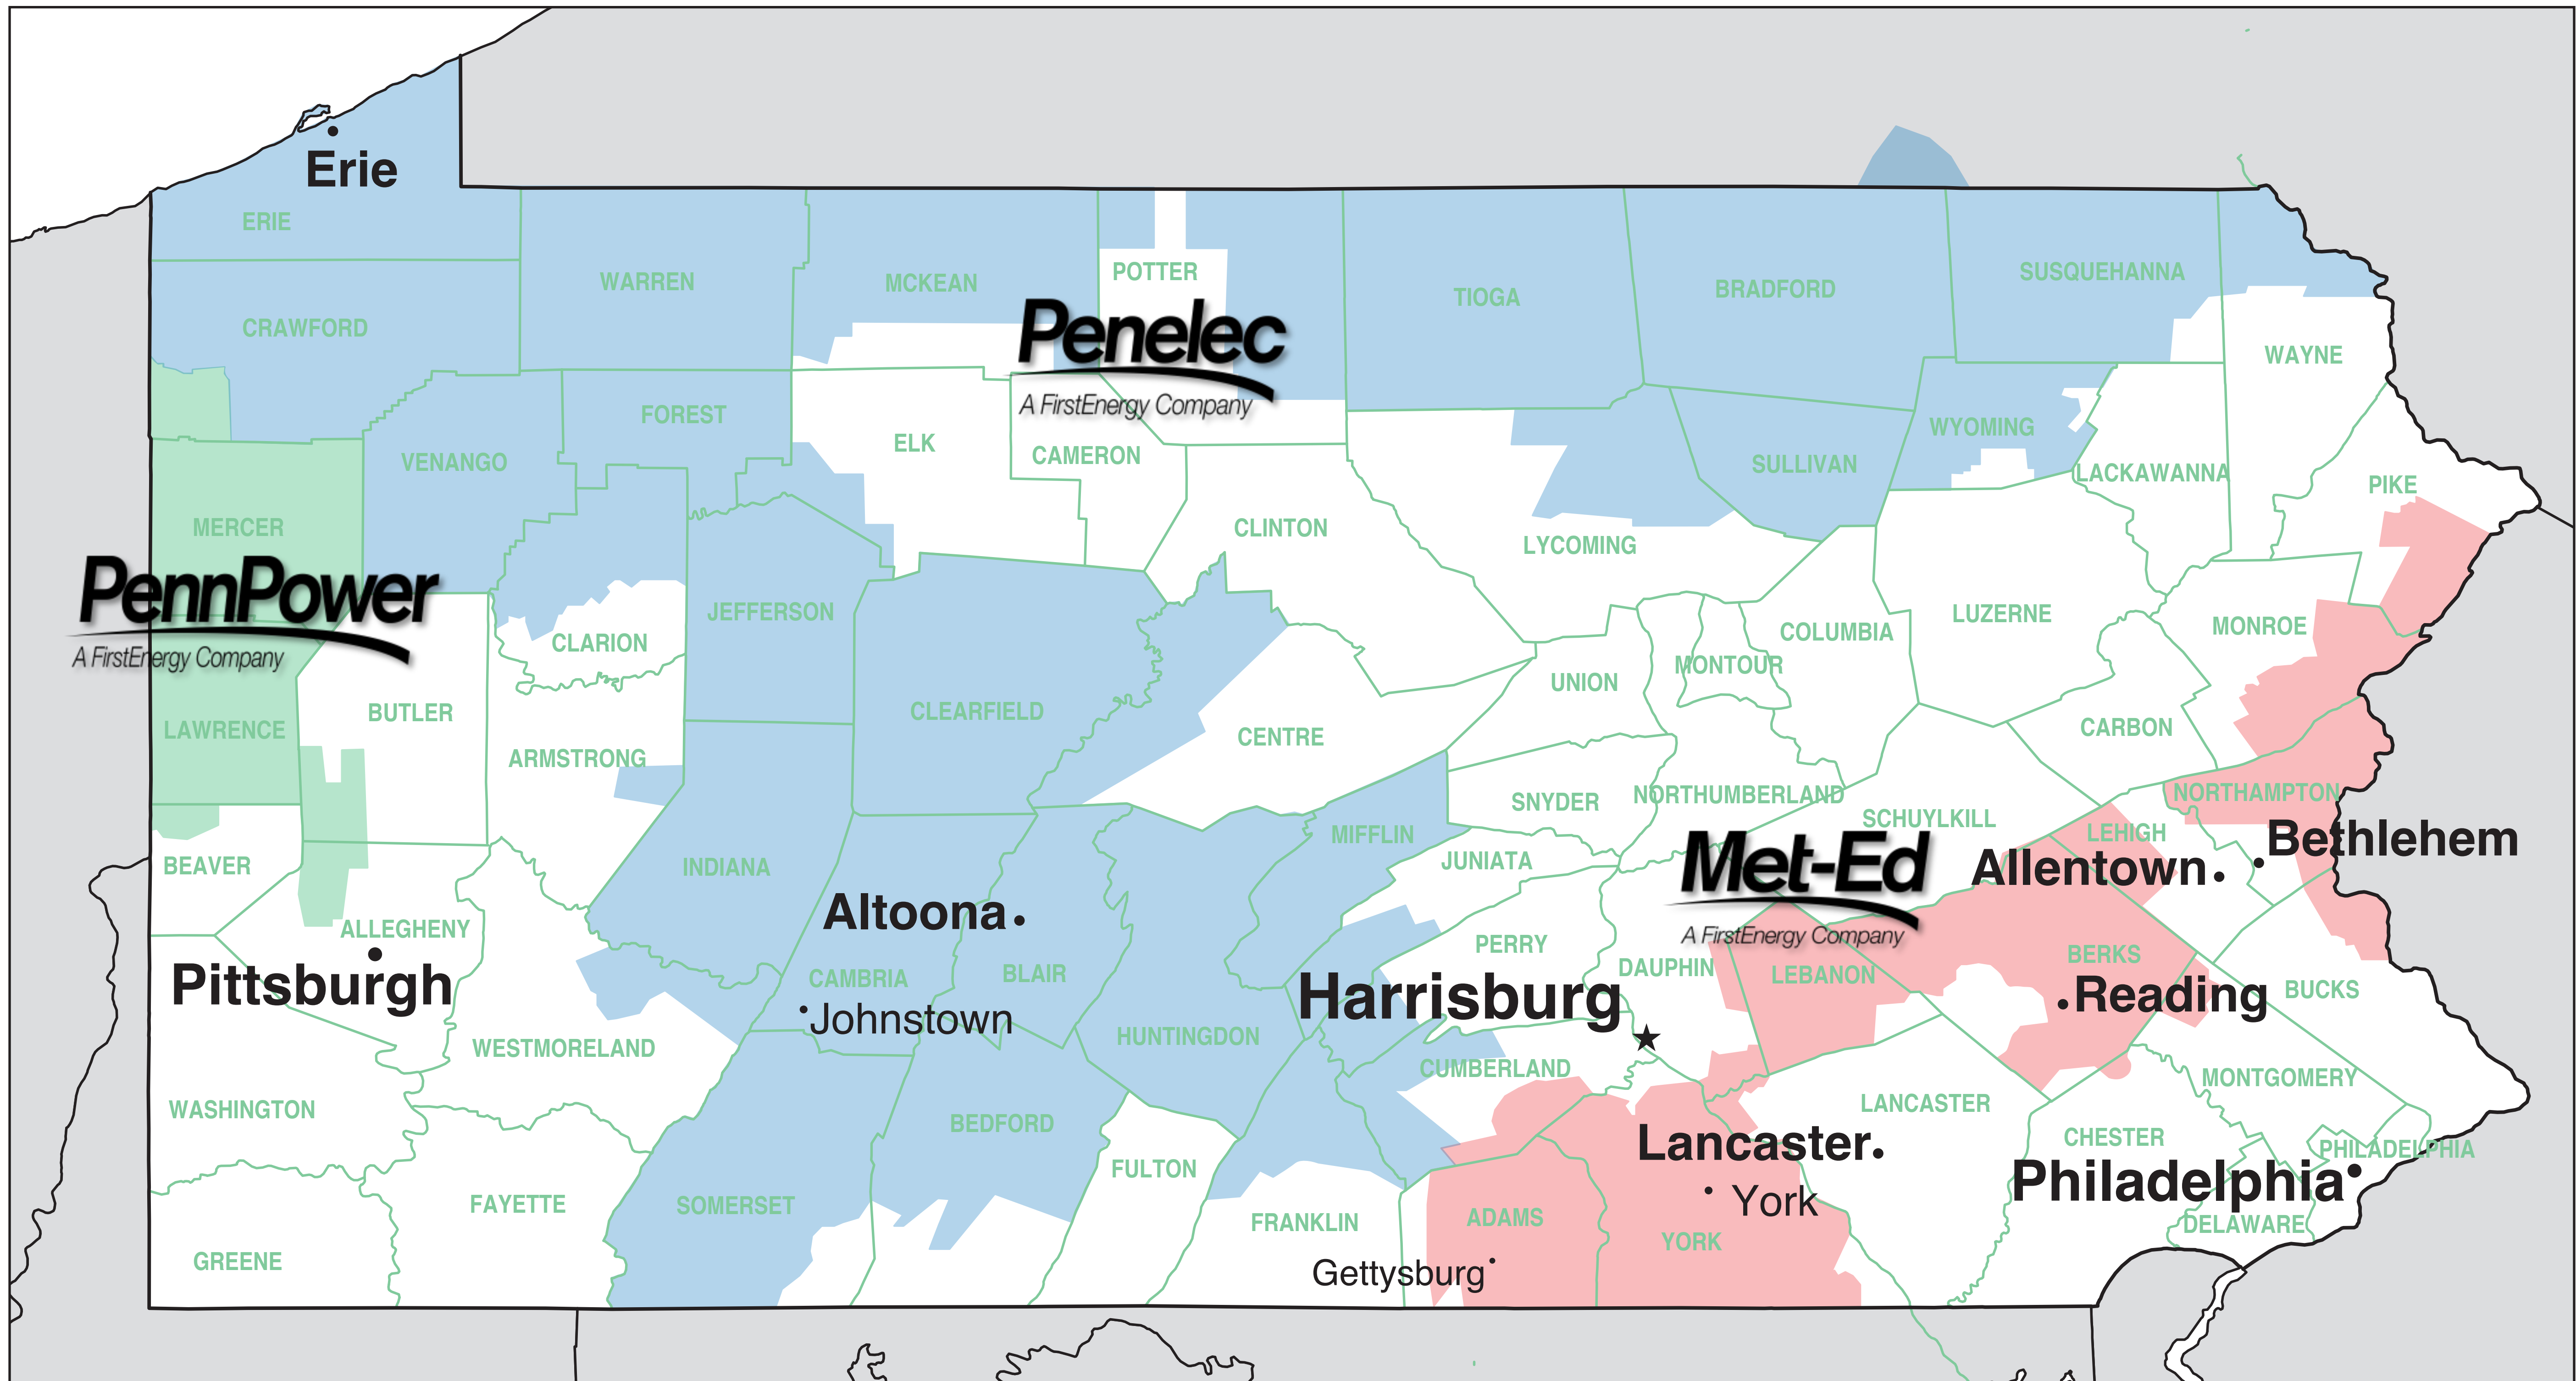 Erie
ERIE
WARREN
MCKEAN
POTTER
TIOGA
BRADFORD
SUSQUEHANNA
CRAWFORD
WAYNE
Penelec
A FirstEnergy Company
FOREST
ELK
CAMERON
VENANGO
SULLIVAN
WYOMING
LACKAWANNA
PIKE
MERCER
CLINTON
LYCOMING
PennPower
A FirstEnergy Company
JEFFERSON
CLARION
COLUMBIA
LUZERNE
MONROE
MONTOUR
UNION
LAWRENCE
BUTLER
CLEARFIELD
CENTRE
CARBON
ARMSTRONG
SNYDER
NORTHUMBERLAND
SCHUYLKILL
NORTHAMPTON
LEHIGH
Bethlehem
BEAVER
INDIANA
MIFFLIN
JUNIATA
Met-Ed
A FirstEnergy Company
Allentown
Altoona
ALLEGHENY
PERRY
DAUPHIN
LEBANON
BERKS
Pittsburgh
CAMBRIA
BLAIR
Harrisburg
Reading
BUCKS
Johnstown
HUNTINGDON
WESTMORELAND
CUMBERLAND
MONTGOMERY
WASHINGTON
BEDFORD
LANCASTER
CHESTER
Lancaster
PHILADELPHIA
Philadelphia
FULTON
FAYETTE
SOMERSET
FRANKLIN
ADAMS
York
YORK
DELAWARE
GREENE
Gettysburg